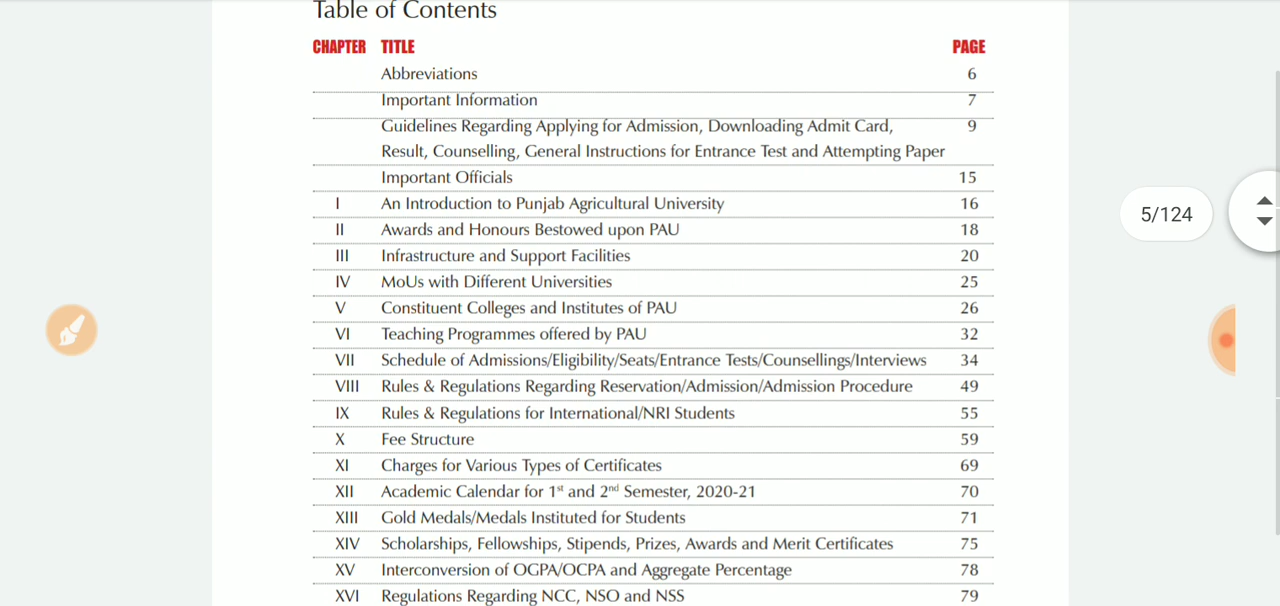 Table of Contents
CHAPTER TITLE PAGE
Abbreviations 6
Important Information 7
Guidelines Regarding Applying for Admission, Downloading Admit Card, 9
Result, Counselling, General Instructions for Entrance Test and Attempting Paper
Important Officials 15
I An Introduction to Punjab Agricultural University 16
II Awards and Honours Bestowed upon PAU 18
III Infrastructure and Support Facilities 20
IV MoUs with Different Universities 25
V Constituent Colleges and Institutes of PAU 26
VI Teaching Programmes offered by PAU 32
VII Schedule of Admissions/Eligibility/Seats/Entrance Tests/Counsellings/Interviews 34
VIII Rules & Regulations Regarding Reservation/Admission/Admission Procedure 49
IX Rules & Regulations for International/NRI Students 55
X Fee Structure 59
XI Charges for Various Types of Certificates 69
XII Academic Calendar for 1st and 2nd Semester, 2020-21 70
XIII Gold Medals/Medals Instituted for Students 71
XIV Scholarships, Fellowships, Stipends, Prizes, Awards and Merit Certificates 75
XV Interconversion of OGPA/OCPA and Aggregate Percentage 78
XVI Regulations Regarding NCC, NSO and NSS 79
5/124